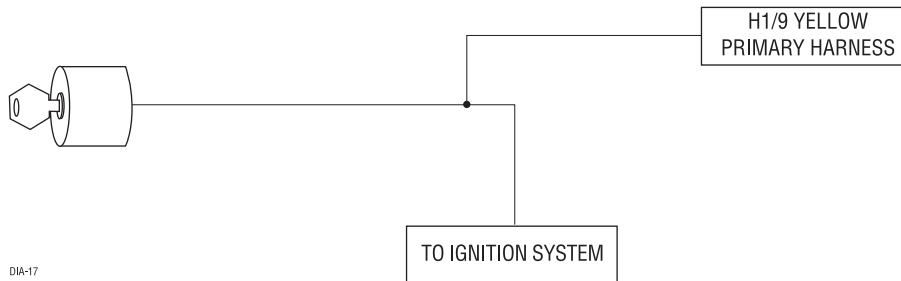 H1/9 YELLOW
PRIMARY HARNESS
TO IGNITION SYSTEM
DIA-17